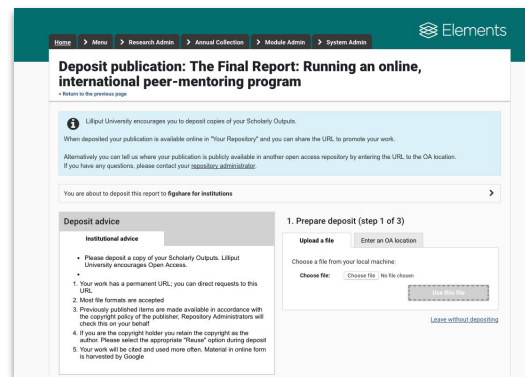 Elements
Home
Menu
Research Admin
Annual Collection
Module Admin
System Admin
Deposit publication: The Final Report: Running an online,
international peer-mentoring program
« Return to the previous page
Lilliput University encourages you to deposit copies of your Scholarly Outputs.
When deposited your publication is available online in "Your Repository" and you can share the URL to promote your work.
Alternatively you can tell us where your publication is publicly available in another open access repository by entering the URL to the OA location.
If you have any questions, please contact your repository administrator.
You are about to deposit this report to figshare for institutions
Deposit advice
Institutional advice
• Please deposit a copy of your Scholarly Outputs. Lilliput
University encourages Open Access.
•
1. Your work has a permanent URL; you can direct requests to this
URL
2. Most file formats are accepted
3. Previously published items are made available in accordance with
the copyright policy of the publisher, Repository Administrators will
check this on your behalf
4. If you are the copyright holder you retain the copyright as the
author. Please select the appropriate "Reuse" option during deposit
5. Your work will be cited and used more often. Material in online form
is harvested by Google
1. Prepare deposit (step 1 of 3)
Upload a file
Enter an OA location
Choose a file from your local machine:
Choose file: Choose file No file chosen
Use this file
Leave without depositing